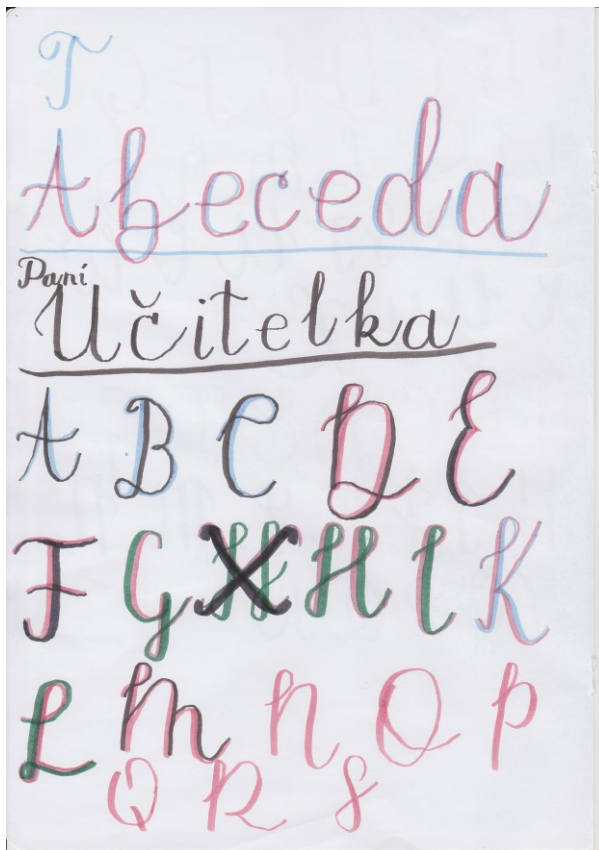 T
Abeceda
Paní
Učitelka
A B C D E
F G H I K
L M N O P
Q R S